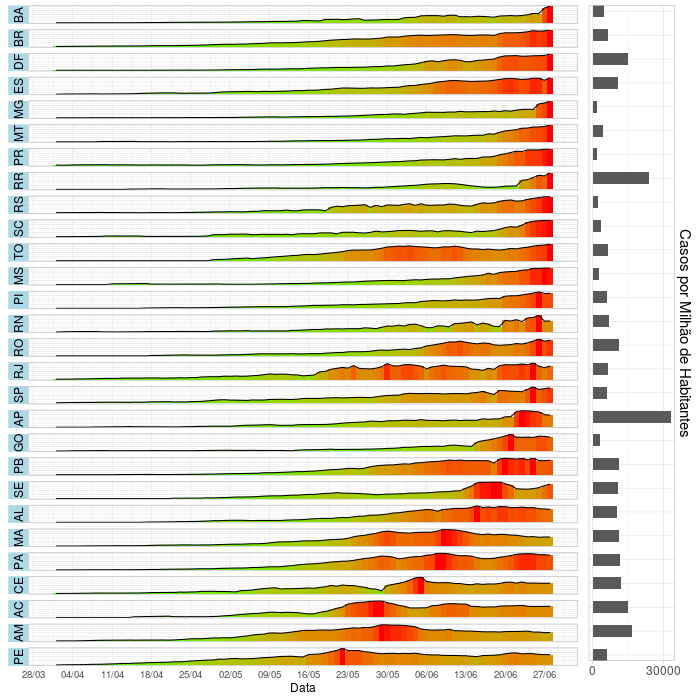 BA
BR
DF
ES
MG
MT
PR
RR
RS
SC
TO
MS
PI
RN
RO
RJ
SP
AP
GO
PB
SE
AL
MA
PA
CE
AC
AM
PE
28/03 04/04 11/04 18/04 25/04 02/05 09/05 16/05 23/05 30/05 06/06 13/06 20/06 27/06
Data
0 30000
Casos por Milhão de Habitantes